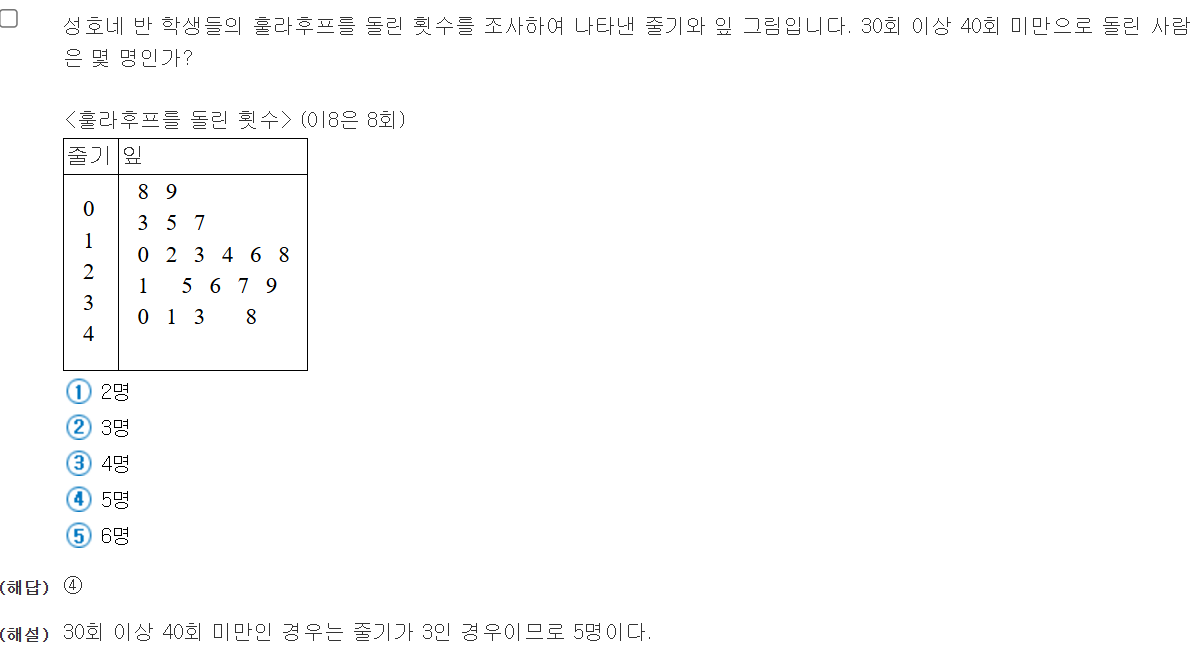 성호네 반 학생들의 훌라후프를 돌린 횟수를 조사하여 나타낸 줄기와 잎 그림입니다. 30회 이상 40회 미만으로 돌린 사람
은 몇 명인가?
<훌라후프를 돌린 횟수> (0|8은 8회)
줄기 잎
0 8 9
1 3 5 7
2 0 2 3 4 6 8
3 1 5 6 7 9
4 0 1 3 8
① 2명
② 3명
③ 4명
④ 5명
⑤ 6명
(해답) ④
(해설) 30회 이상 40회 미만인 경우는 줄기가 3인 경우이므로 5명이다.